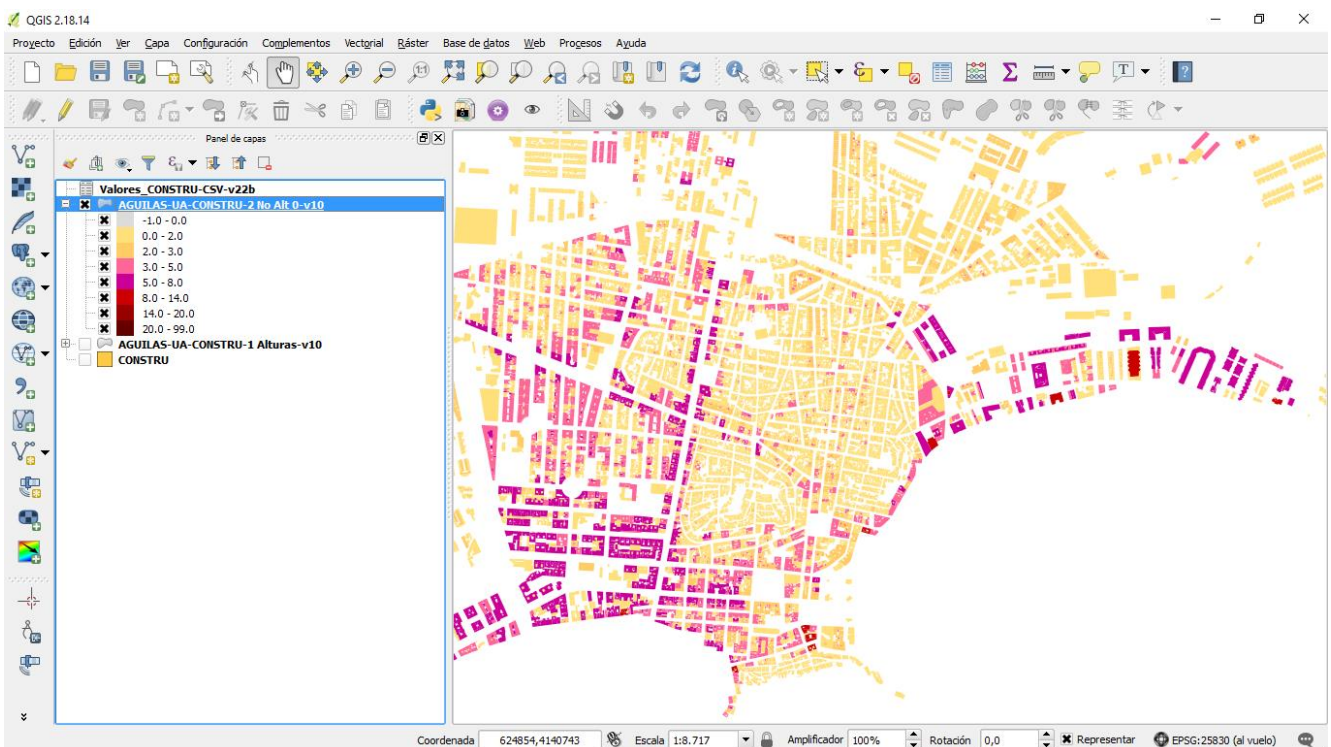 QGIS 2.18.14
Proyecto Edición Ver Capa Configuración Complementos Vectorial Ráster Base de datos Web Procesos Ayuda
Panel de capas
Valores_CONSTRU-CSV-v22b
AGUILAS-UA-CONSTRU-2 No Alt 0-v10
-1.0 - 0.0
0.0 - 2.0
2.0 - 3.0
3.0 - 5.0
5.0 - 8.0
8.0 - 14.0
14.0 - 20.0
20.0 - 99.0
AGUILAS-UA-CONSTRU-1 Alturas-v10
CONSTRU
Coordenada 624854,4140743 Escala 1:8.717 Amplificador 100% Rotación 0,0 Representar EPSG:25830 (al vuelo)